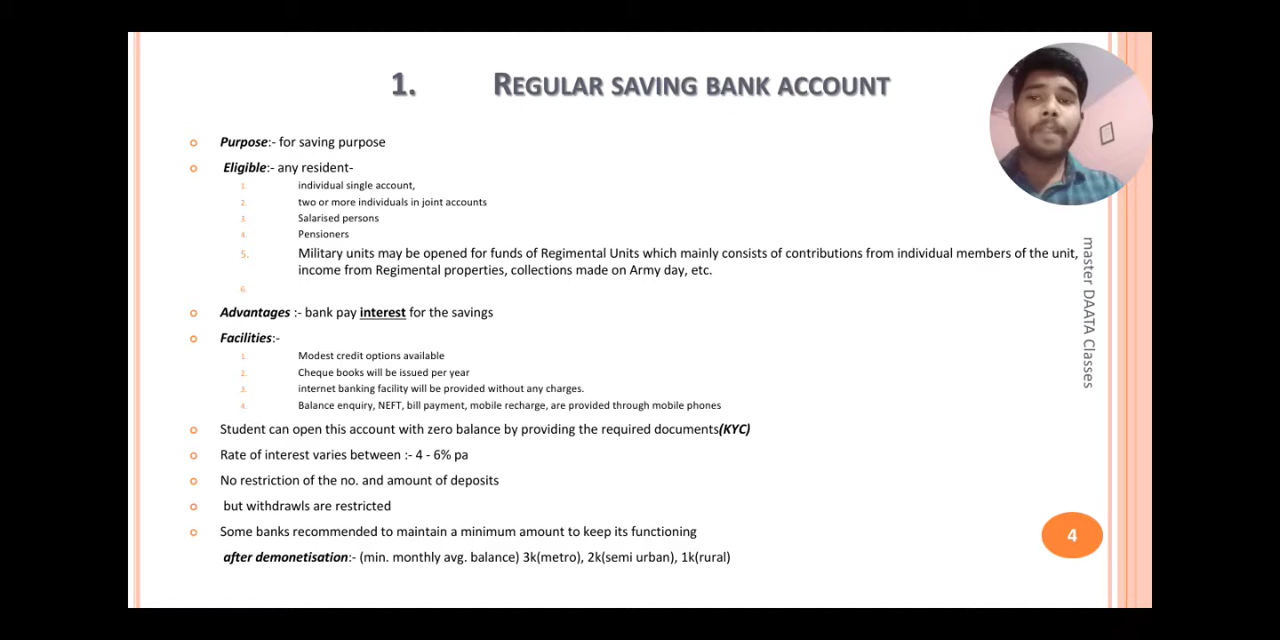 1. REGULAR SAVING BANK ACCOUNT
Purpose:- for saving purpose
Eligible:- any resident-
1. individual single account,
2. two or more individuals in joint accounts
3. Salarised persons
4. Pensioners
5. Military units may be opened for funds of Regimental Units which mainly consists of contributions from individual members of the unit,
income from Regimental properties, collections made on Army day, etc.
6.
Advantages :- bank pay interest for the savings
Facilities:-
1. Modest credit options available
2. Cheque books will be issued per year
3. internet banking facility will be provided without any charges.
4. Balance enquiry, NEFT, bill payment, mobile recharge, are provided through mobile phones
Student can open this account with zero balance by providing the required documents(KYC)
Rate of interest varies between :- 4 - 6% pa
No restriction of the no. and amount of deposits
but withdrawls are restricted
Some banks recommended to maintain a minimum amount to keep its functioning
after demonetisation:- (min. monthly avg. balance) 3k(metro), 2k(semi urban), 1k(rural)
master DAATA Classes
4